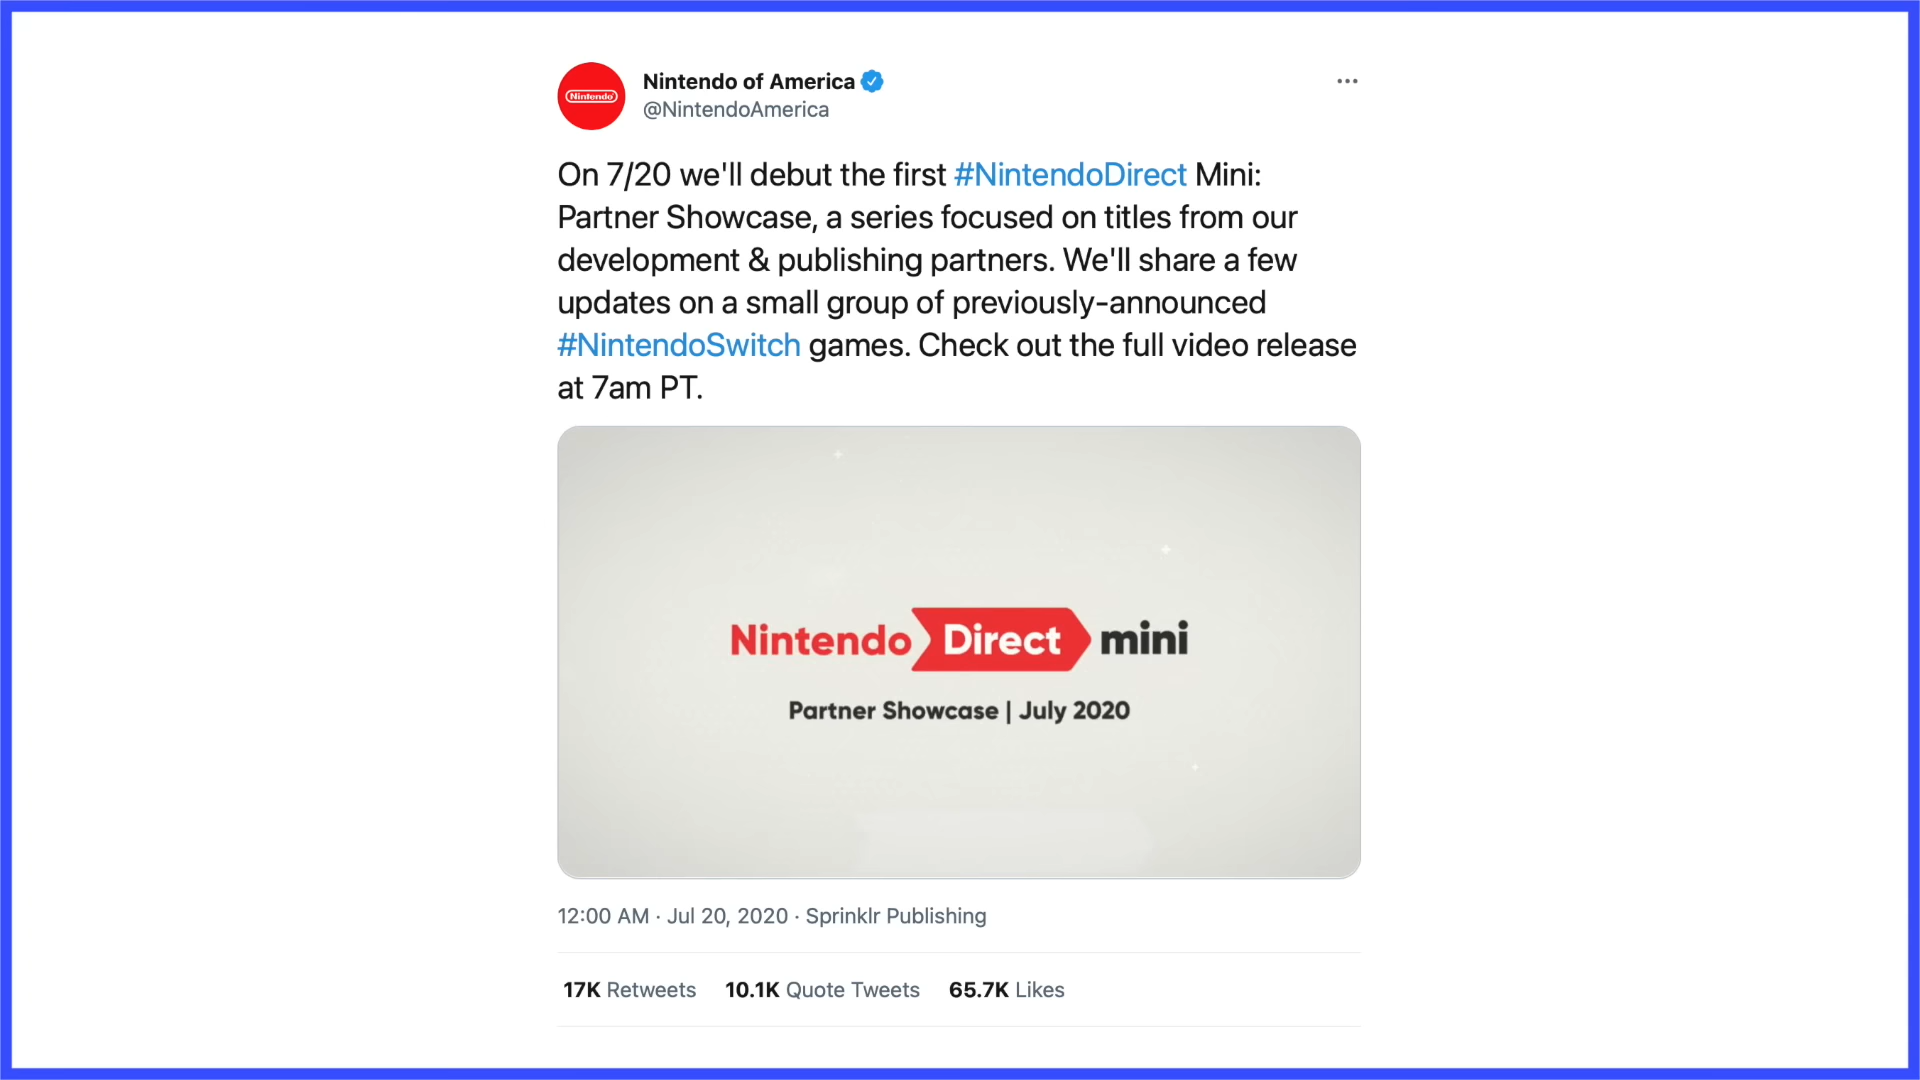 Nintendo
Nintendo of America
@NintendoAmerica
On 7/20 we'll debut the first #NintendoDirect Mini:
Partner Showcase, a series focused on titles from our
development & publishing partners. We'll share a few
updates on a small group of previously-announced
#NintendoSwitch games. Check out the full video release
at 7am PT.
Nintendo Direct mini
Partner Showcase | July 2020
12:00 AM · Jul 20, 2020 · Sprinklr Publishing
17K Retweets 10.1K Quote Tweets 65.7K Likes